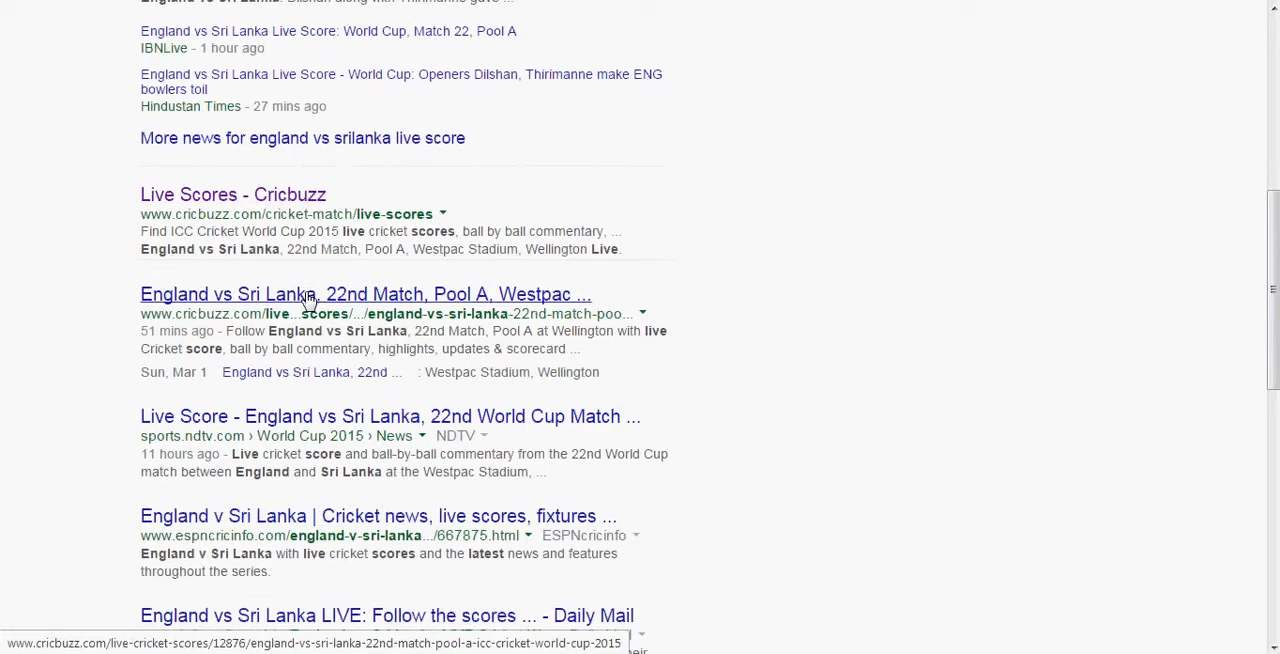 England vs Sri Lanka Live Score: World Cup, Match 22, Pool A
IBNLive - 1 hour ago
England vs Sri Lanka Live Score - World Cup: Openers Dilshan, Thirimanne make ENG
bowlers toil
Hindustan Times - 27 mins ago
More news for england vs srilanka live score
Live Scores - Cricbuzz
www.cricbuzz.com/cricket-match/live-scores
Find ICC Cricket World Cup 2015 live cricket scores, ball by ball commentary, ...
England vs Sri Lanka, 22nd Match, Pool A, Westpac Stadium, Wellington Live.
England vs Sri Lanka, 22nd Match, Pool A, Westpac ...
www.cricbuzz.com/live...scores/.../england-vs-sri-lanka-22nd-match-poo...
51 mins ago - Follow England vs Sri Lanka, 22nd Match, Pool A at Wellington with live
Cricket score, ball by ball commentary, highlights, updates & scorecard ...
Sun, Mar 1 England vs Sri Lanka, 22nd ... : Westpac Stadium, Wellington
Live Score - England vs Sri Lanka, 22nd World Cup Match ...
sports.ndtv.com › World Cup 2015 › News NDTV
11 hours ago - Live cricket score and ball-by-ball commentary from the 22nd World Cup
match between England and Sri Lanka at the Westpac Stadium, ...
England v Sri Lanka | Cricket news, live scores, fixtures ...
www.espncricinfo.com/england-v-sri-lanka.../667875.html ESPNcricinfo
England v Sri Lanka with live cricket scores and the latest news and features
throughout the series.
England vs Sri Lanka LIVE: Follow the scores ... - Daily Mail
www.cricbuzz.com/live-cricket-scores/12876/england-vs-sri-lanka-22nd-match-pool-a-icc-cricket-world-cup-2015